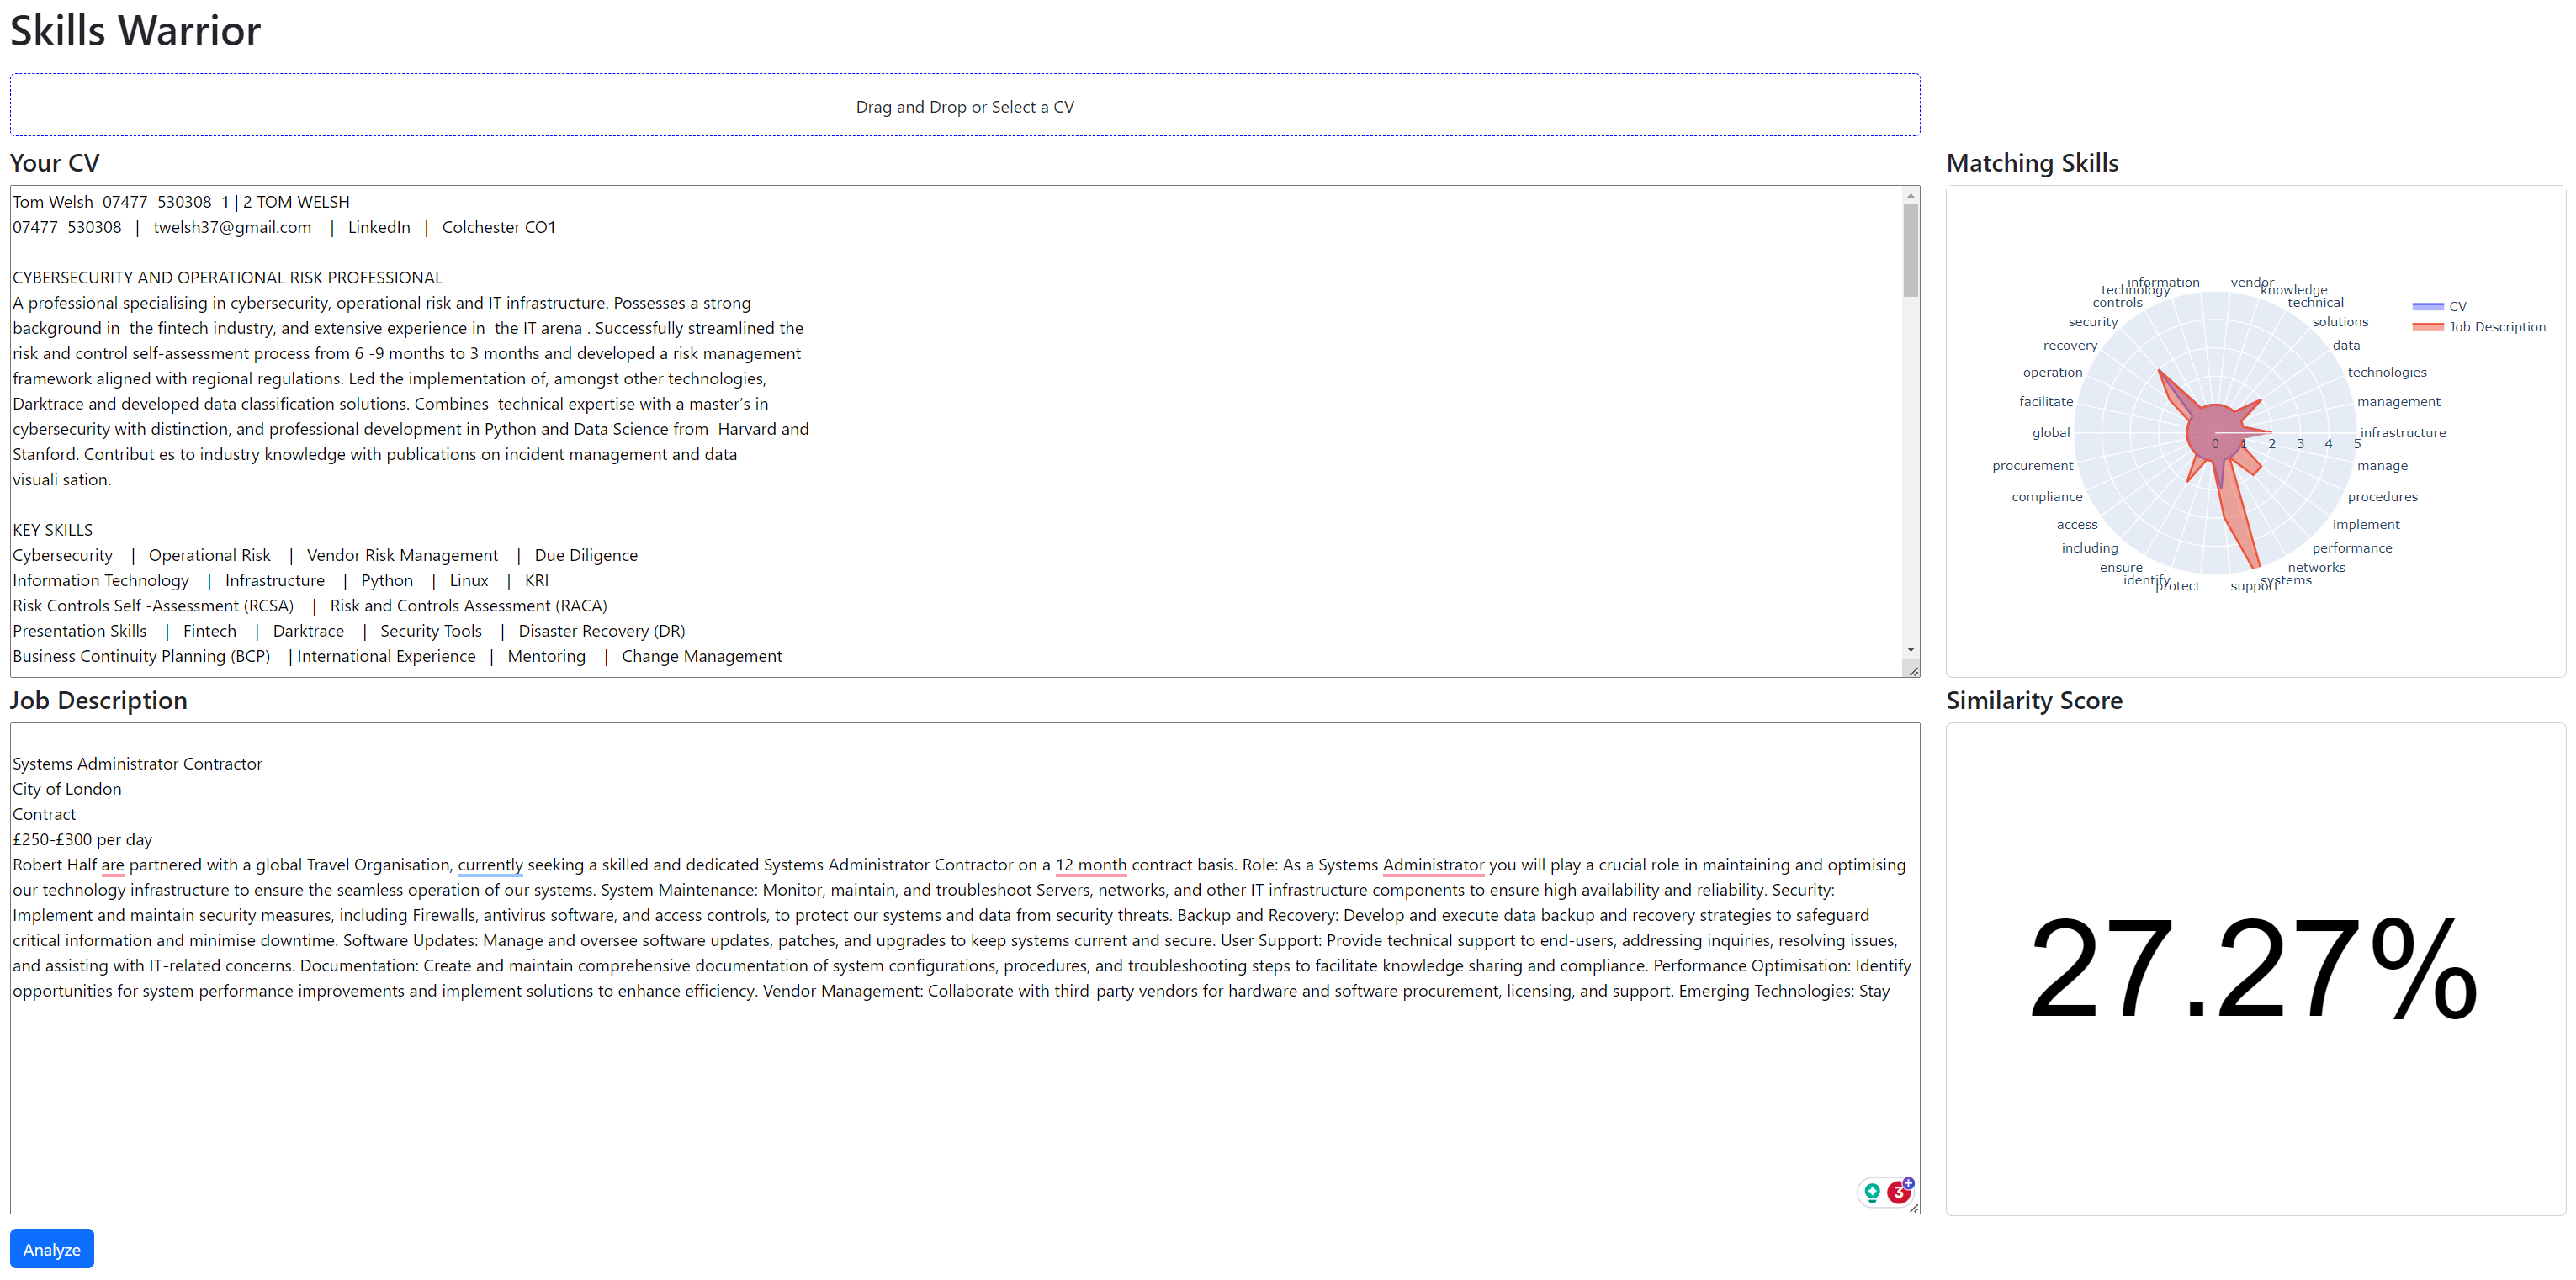 Skills Warrior
Drag and Drop or Select a CV
Your CV
Tom Welsh  07477  530308  1 | 2 TOM WELSH
07477  530308   |   twelsh37@gmail.com    |   LinkedIn   |   Colchester CO1
CYBERSECURITY AND OPERATIONAL RISK PROFESSIONAL
A professional specialising in cybersecurity, operational risk and IT infrastructure. Possesses a strong
background in  the fintech industry, and extensive experience in  the IT arena . Successfully streamlined the
risk and control self-assessment process from 6 -9 months to 3 months and developed a risk management
framework aligned with regional regulations. Led the implementation of, amongst other technologies,
Darktrace and developed data classification solutions. Combines  technical expertise with a master’s in
cybersecurity with distinction, and professional development in Python and Data Science from  Harvard and
Stanford. Contribut es to industry knowledge with publications on incident management and data
visuali sation.
KEY SKILLS
Cybersecurity    |   Operational Risk    |   Vendor Risk Management    |   Due Diligence
Information Technology    |   Infrastructure    |   Python    |   Linux    |   KRI
Risk Controls Self -Assessment (RCSA)    |   Risk and Controls Assessment (RACA)
Presentation Skills    |   Fintech    |   Darktrace    |   Security Tools    |   Disaster Recovery (DR)
Business Continuity Planning (BCP)    | International Experience   |   Mentoring    |   Change Management
Matching Skills
information
vendor
technology
knowledge
controls
technical
security
solutions
recovery
data
operation
technologies
facilitate
management
global
infrastructure
procurement
manage
compliance
procedures
access
implement
including
performance
ensure
networks
identify
systems
protect
support
0 1 2 3 4 5
CV
Job Description
Job Description
Systems Administrator Contractor
City of London
Contract
£250-£300 per day
Robert Half are partnered with a global Travel Organisation, currently seeking a skilled and dedicated Systems Administrator Contractor on a 12 month contract basis. Role: As a Systems Administrator you will play a crucial role in maintaining and optimising
our technology infrastructure to ensure the seamless operation of our systems. System Maintenance: Monitor, maintain, and troubleshoot Servers, networks, and other IT infrastructure components to ensure high availability and reliability. Security:
Implement and maintain security measures, including Firewalls, antivirus software, and access controls, to protect our systems and data from security threats. Backup and Recovery: Develop and execute data backup and recovery strategies to safeguard
critical information and minimise downtime. Software Updates: Manage and oversee software updates, patches, and upgrades to keep systems current and secure. User Support: Provide technical support to end-users, addressing inquiries, resolving issues,
and assisting with IT-related concerns. Documentation: Create and maintain comprehensive documentation of system configurations, procedures, and troubleshooting steps to facilitate knowledge sharing and compliance. Performance Optimisation: Identify
opportunities for system performance improvements and implement solutions to enhance efficiency. Vendor Management: Collaborate with third-party vendors for hardware and software procurement, licensing, and support. Emerging Technologies: Stay
3
Similarity Score
27.27%
Analyze